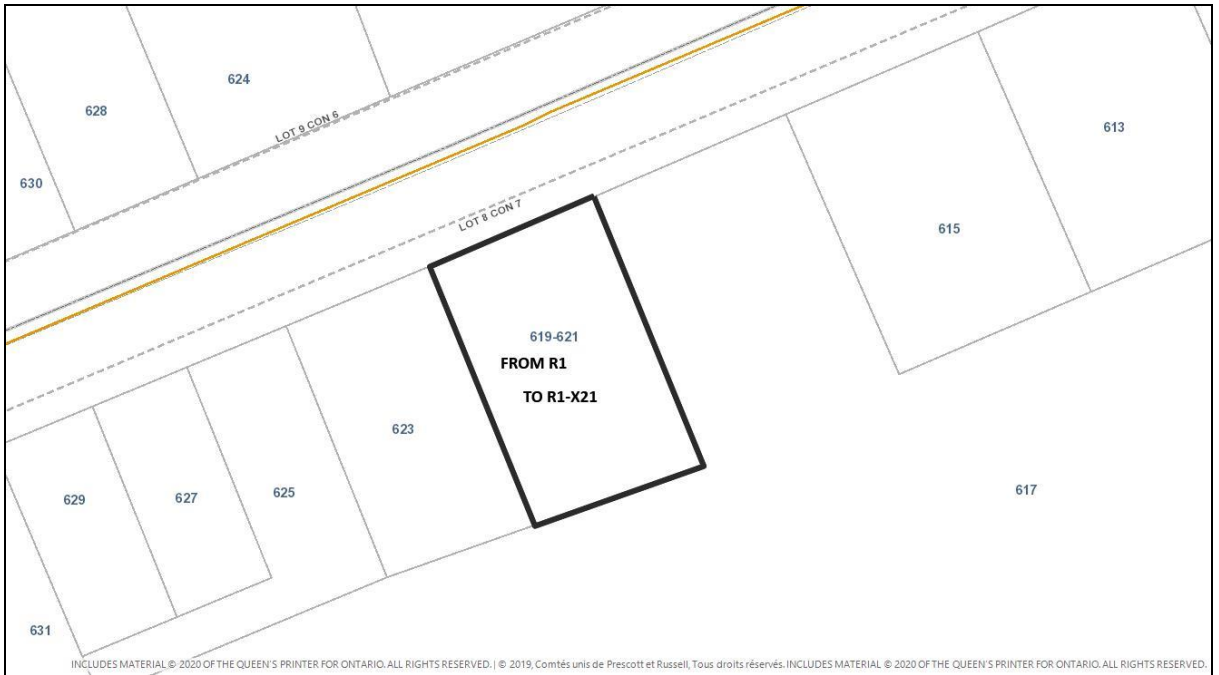 624
628
LOT 9 CON 6
613
630
LOT 8 CON 7
615
619-621
FROM R1
TO R1-X21
623
617
625
627
629
631
INCLUDES MATERIAL © 2020 OF THE QUEEN'S PRINTER FOR ONTARIO. ALL RIGHTS RESERVED. | © 2019, Comtés unis de Prescott et Russell, Tous droits réservés. INCLUDES MATERIAL © 2020 OF THE QUEEN'S PRINTER FOR ONTARIO. ALL RIGHTS RESERVED.